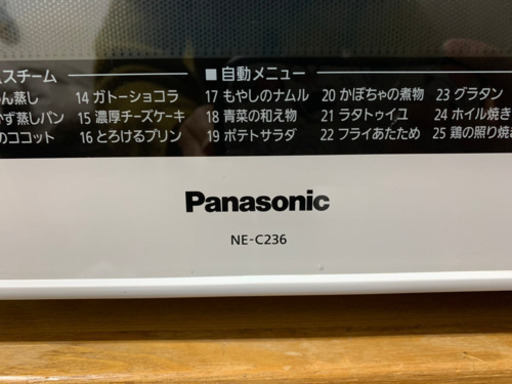 スチーム ■自動メニュー
ん蒸し 14 ガトーショコラ 17 もやしのナムル 20 かぼちゃの煮物 23 グラタン
ず蒸しパン 15 濃厚チーズケーキ 18 青菜の和え物 21 ラタトゥイユ 24 ホイル焼き
のココット 16 とろけるプリン 19 ポテトサラダ 22 フライあたため 25 鶏の照り焼き
Panasonic
NE-C236